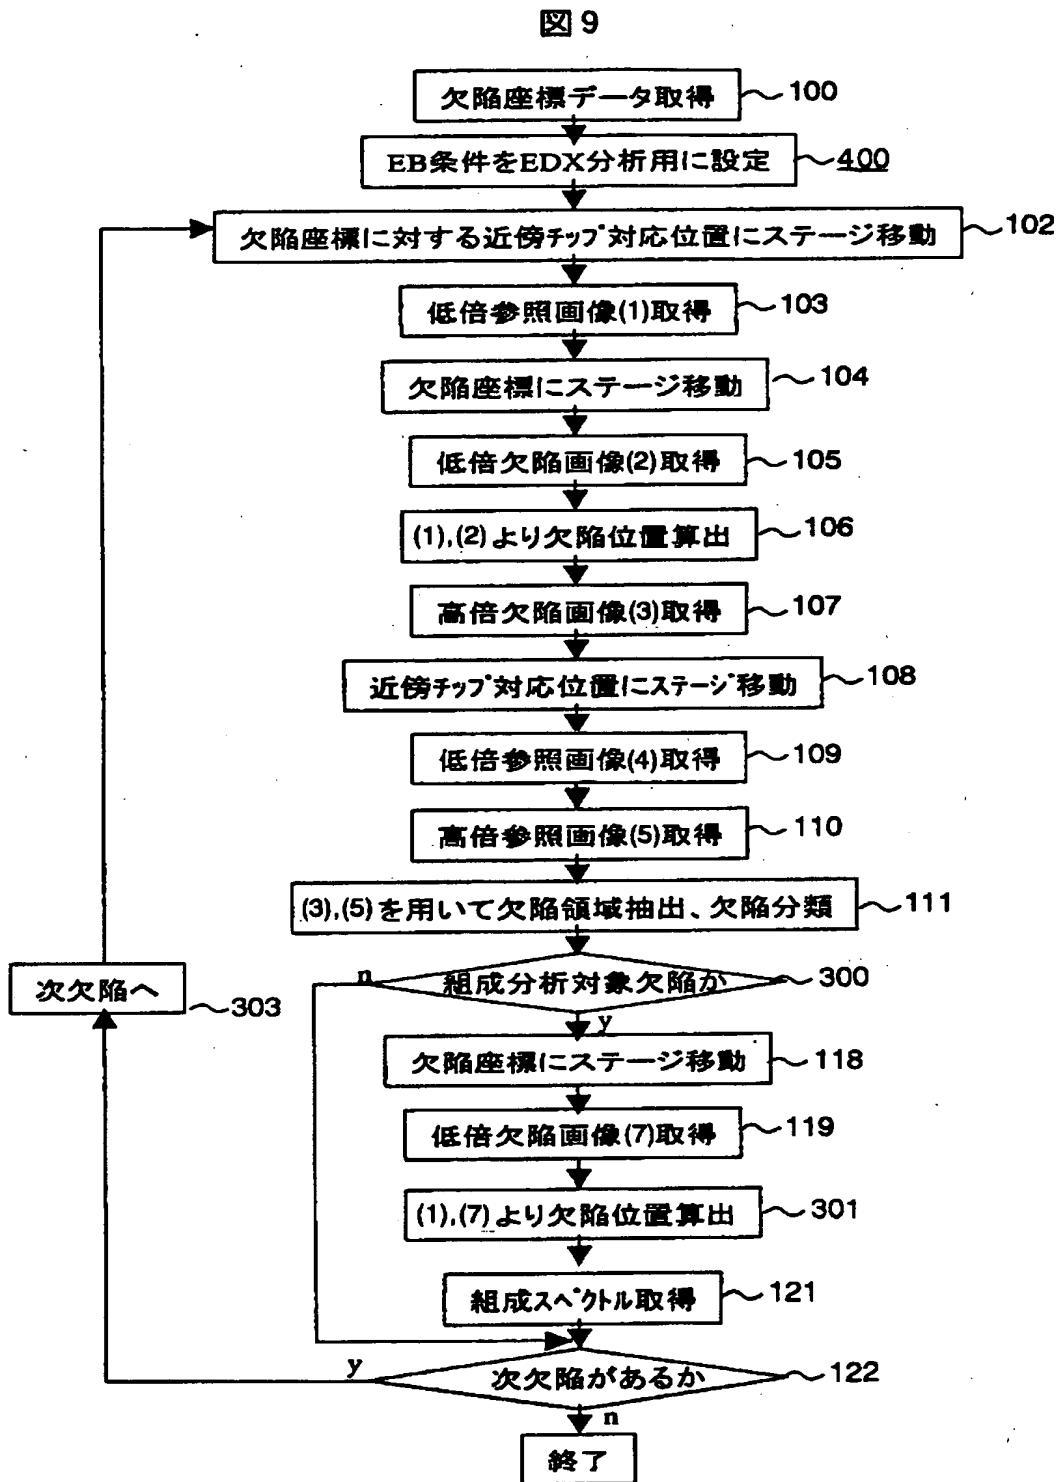 図9
欠陥座標データ取得 100
EB条件をEDX分析用に設定 400
欠陥座標に対する近傍チップ対応位置にステージ移動 102
低倍参照画像(1)取得 103
欠陥座標にステージ移動 104
低倍欠陥画像(2)取得 105
(1),(2)より欠陥位置算出 106
高倍欠陥画像(3)取得 107
近傍チップ対応位置にステージ移動 108
低倍参照画像(4)取得 109
高倍参照画像(5)取得 110
(3),(5)を用いて欠陥領域抽出、欠陥分類 111
n 組成分析対象欠陥か 300
次欠陥へ 303
y
欠陥座標にステージ移動 118
低倍欠陥画像(7)取得 119
(1),(7)より欠陥位置算出 301
組成スペクトル取得 121
y 次欠陥があるか 122
n
終了